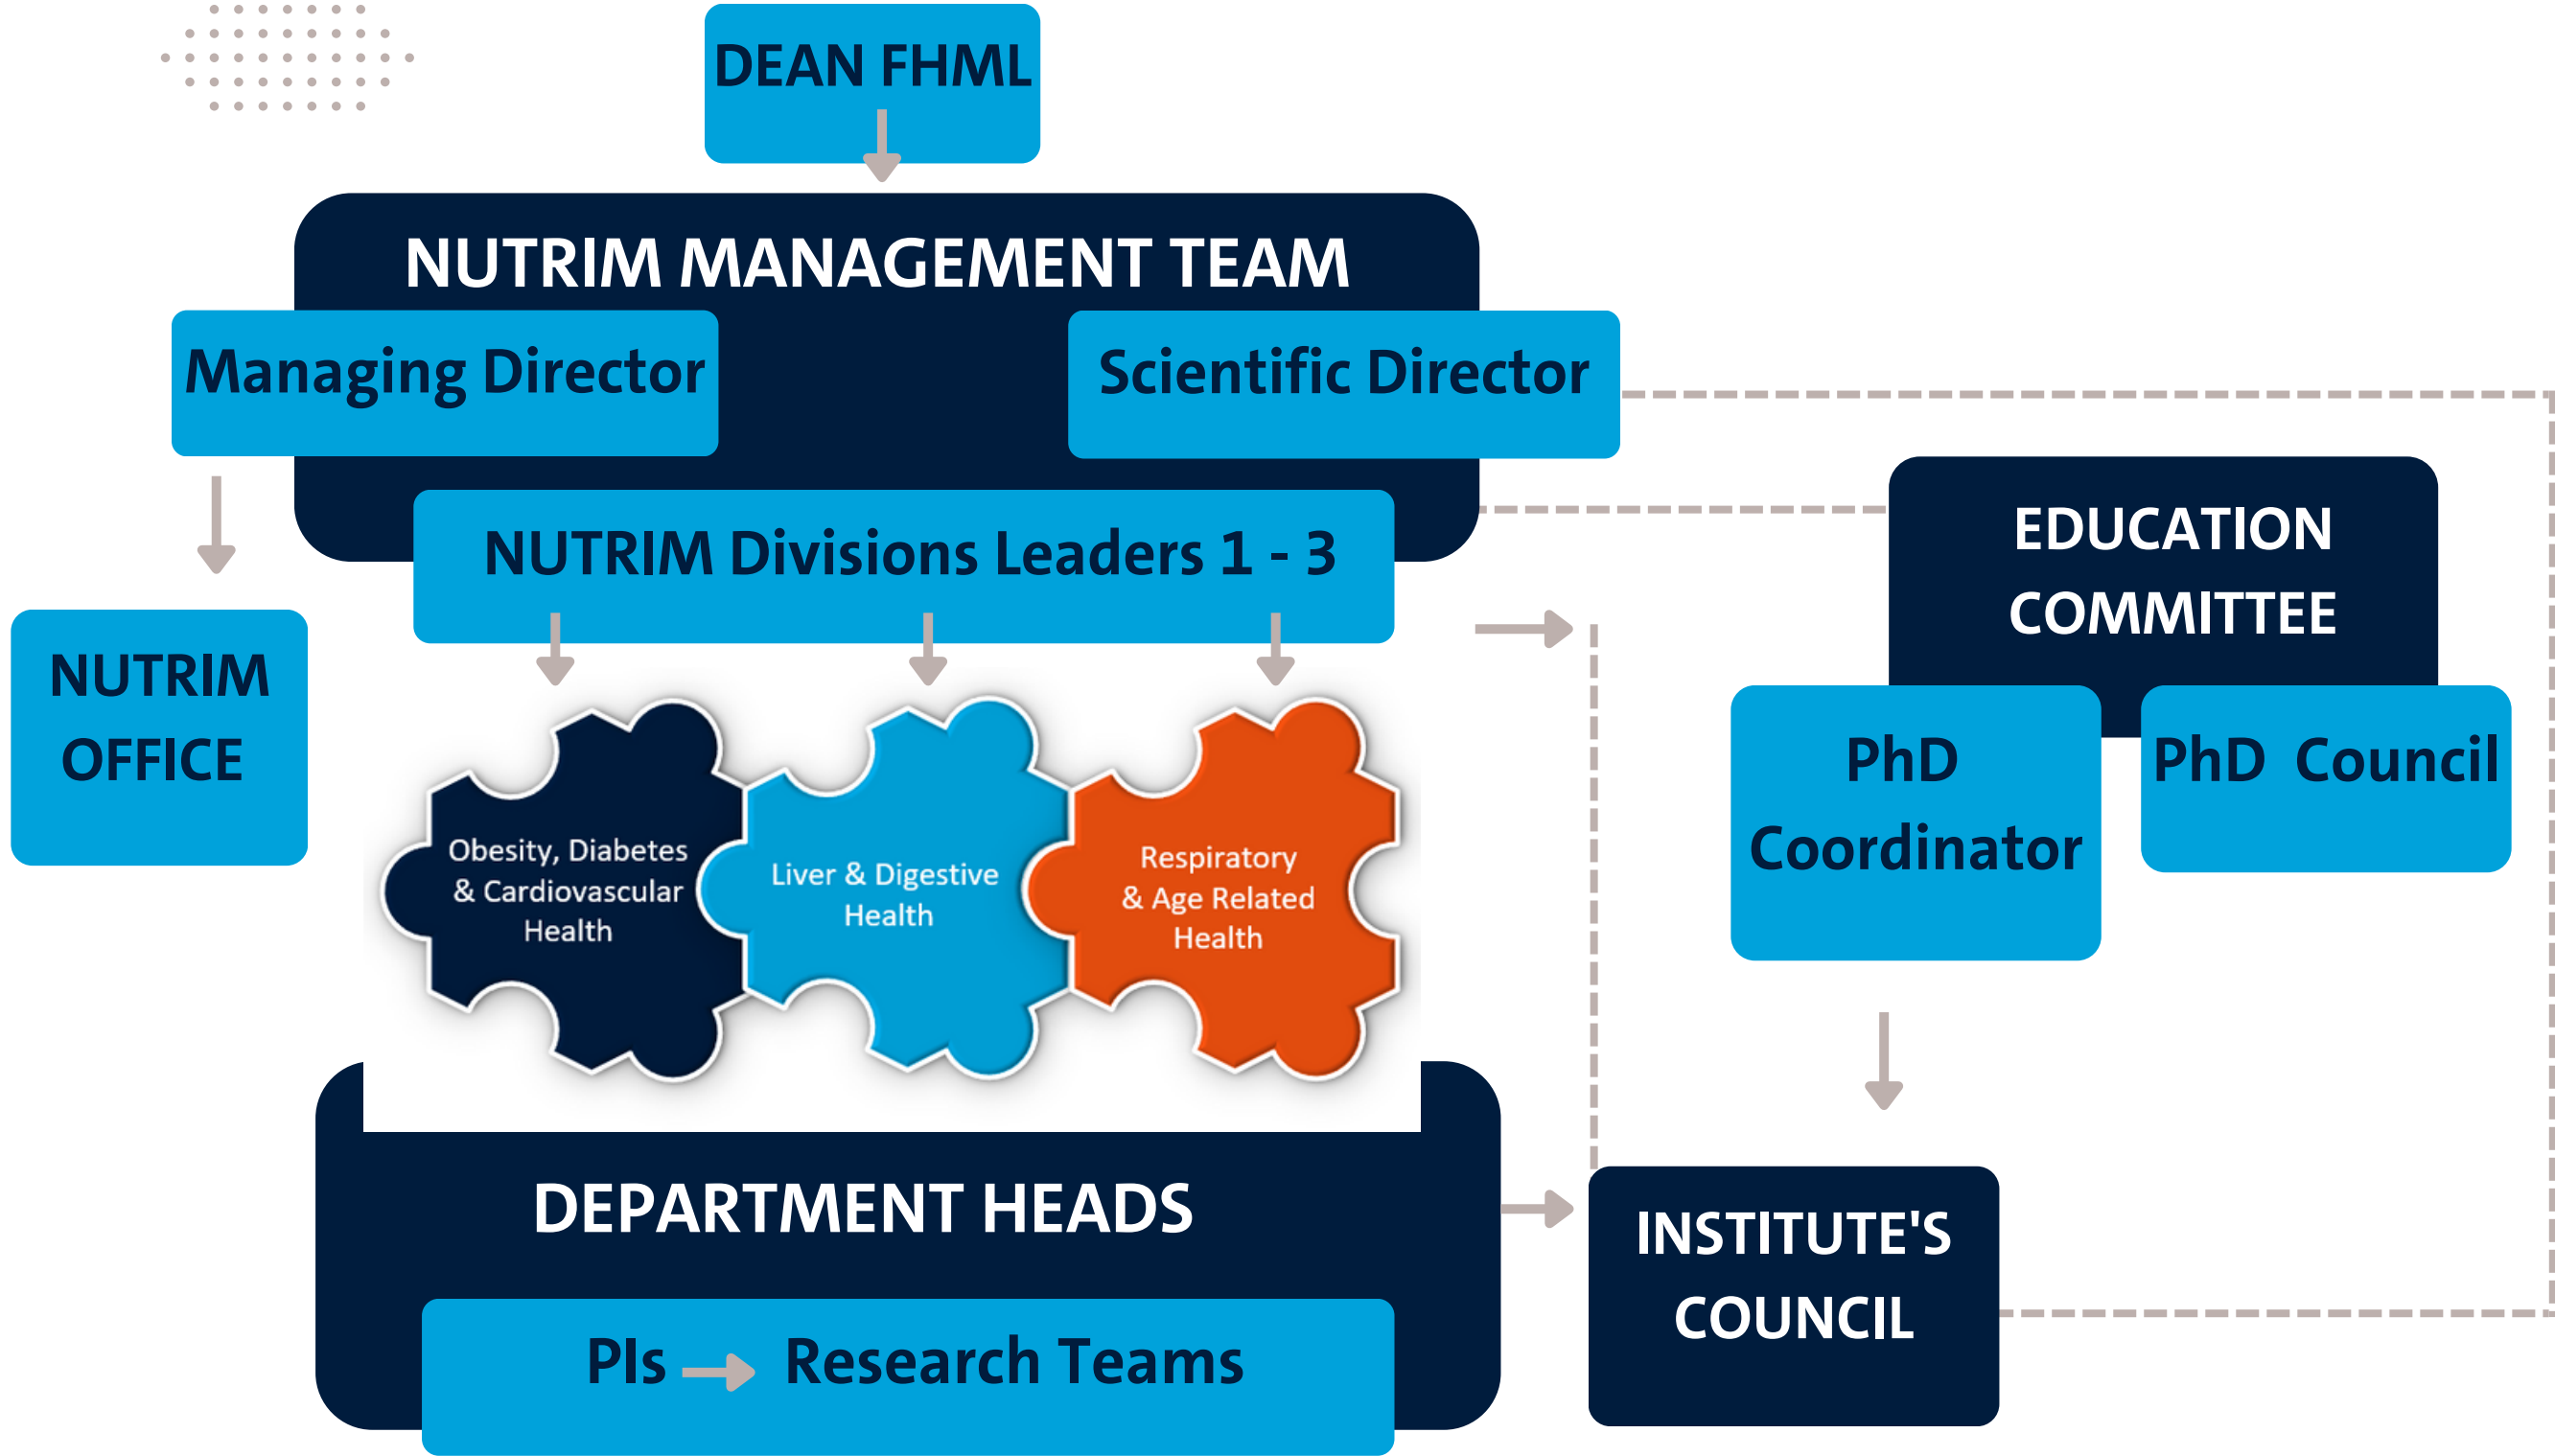 DEAN FHML
NUTRIM MANAGEMENT TEAM
Managing Director
Scientific Director
NUTRIM Divisions Leaders 1 - 3
NUTRIM
OFFICE
EDUCATION
COMMITTEE
PhD
Coordinator
PhD Council
Obesity, Diabetes
& Cardiovascular
Health
Liver & Digestive
Health
Respiratory
& Age Related
Health
DEPARTMENT HEADS
PIs Research Teams
INSTITUTE'S
COUNCIL